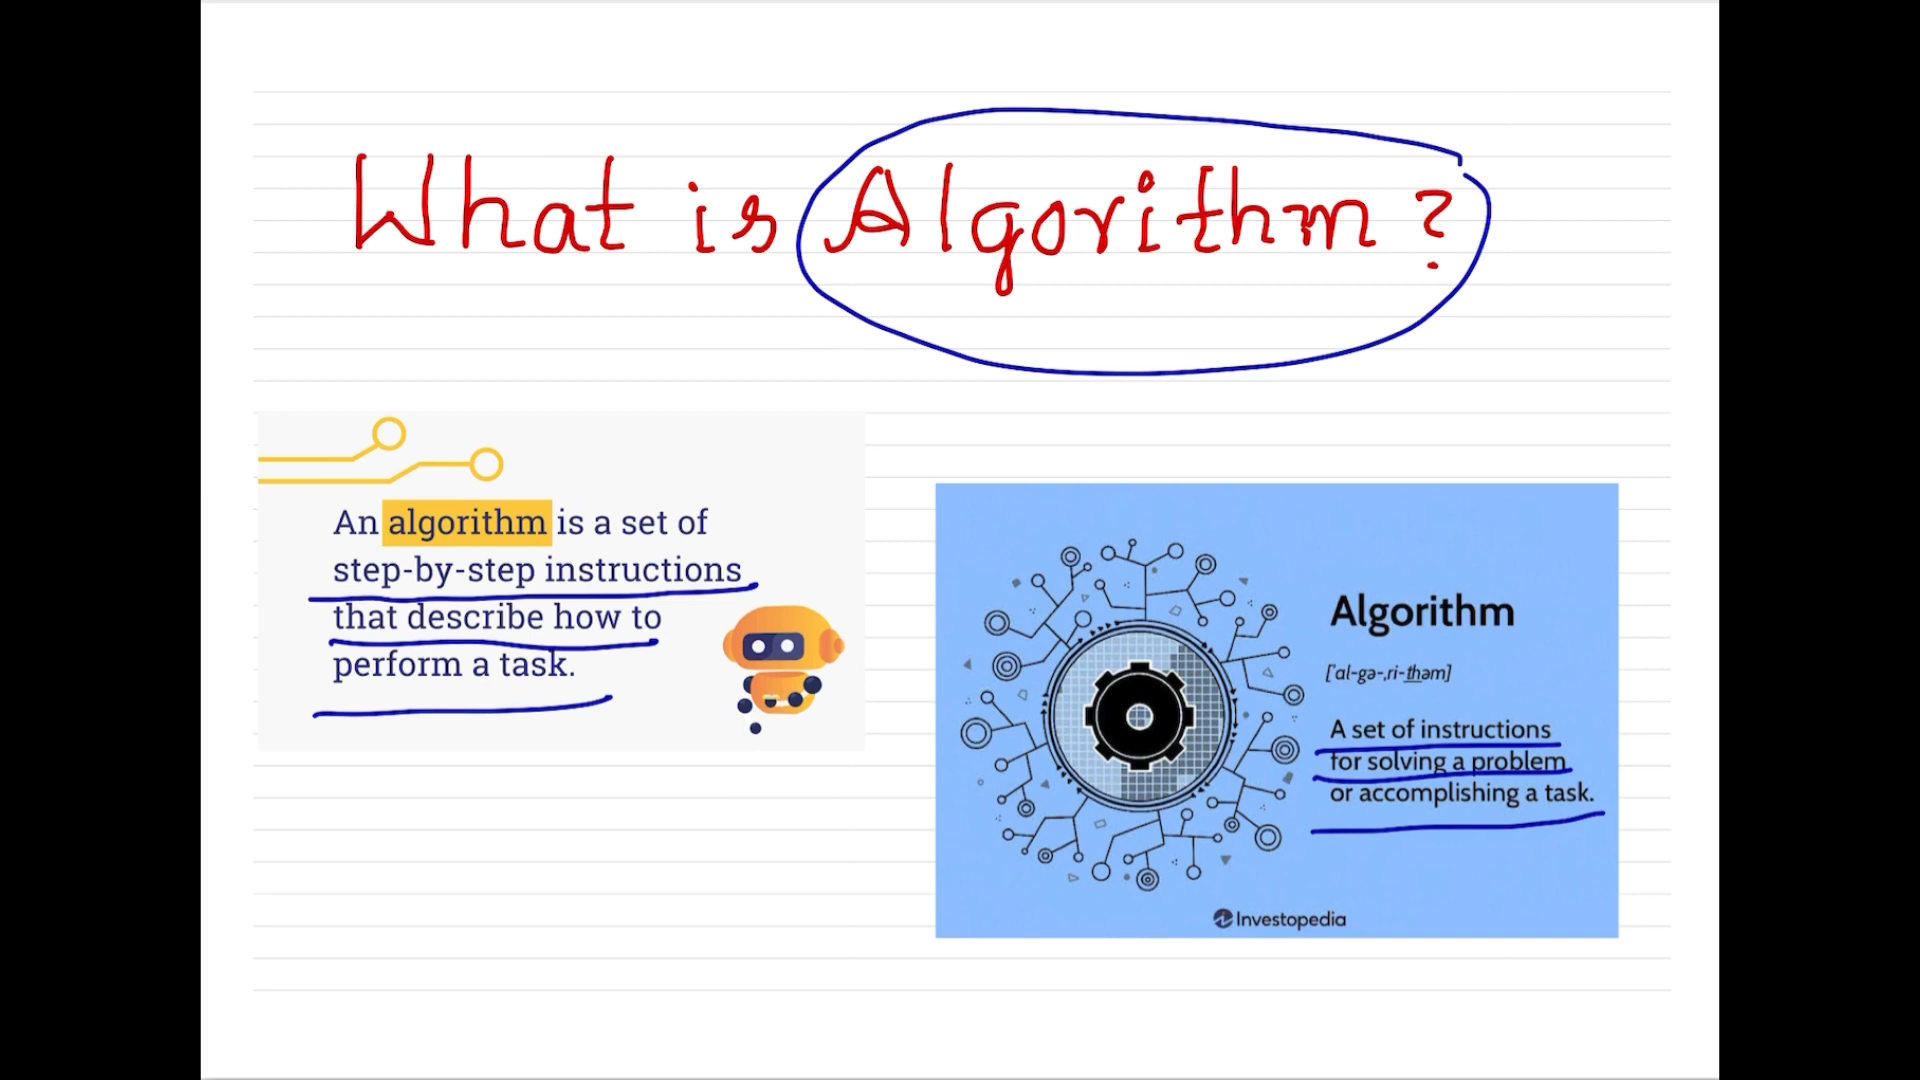 What is Algorithm?
An algorithm is a set of
step-by-step instructions
that describe how to
perform a task.
Algorithm
['al-gə-,ri-thəm]
A set of instructions
for solving a problem
or accomplishing a task.
Investopedia